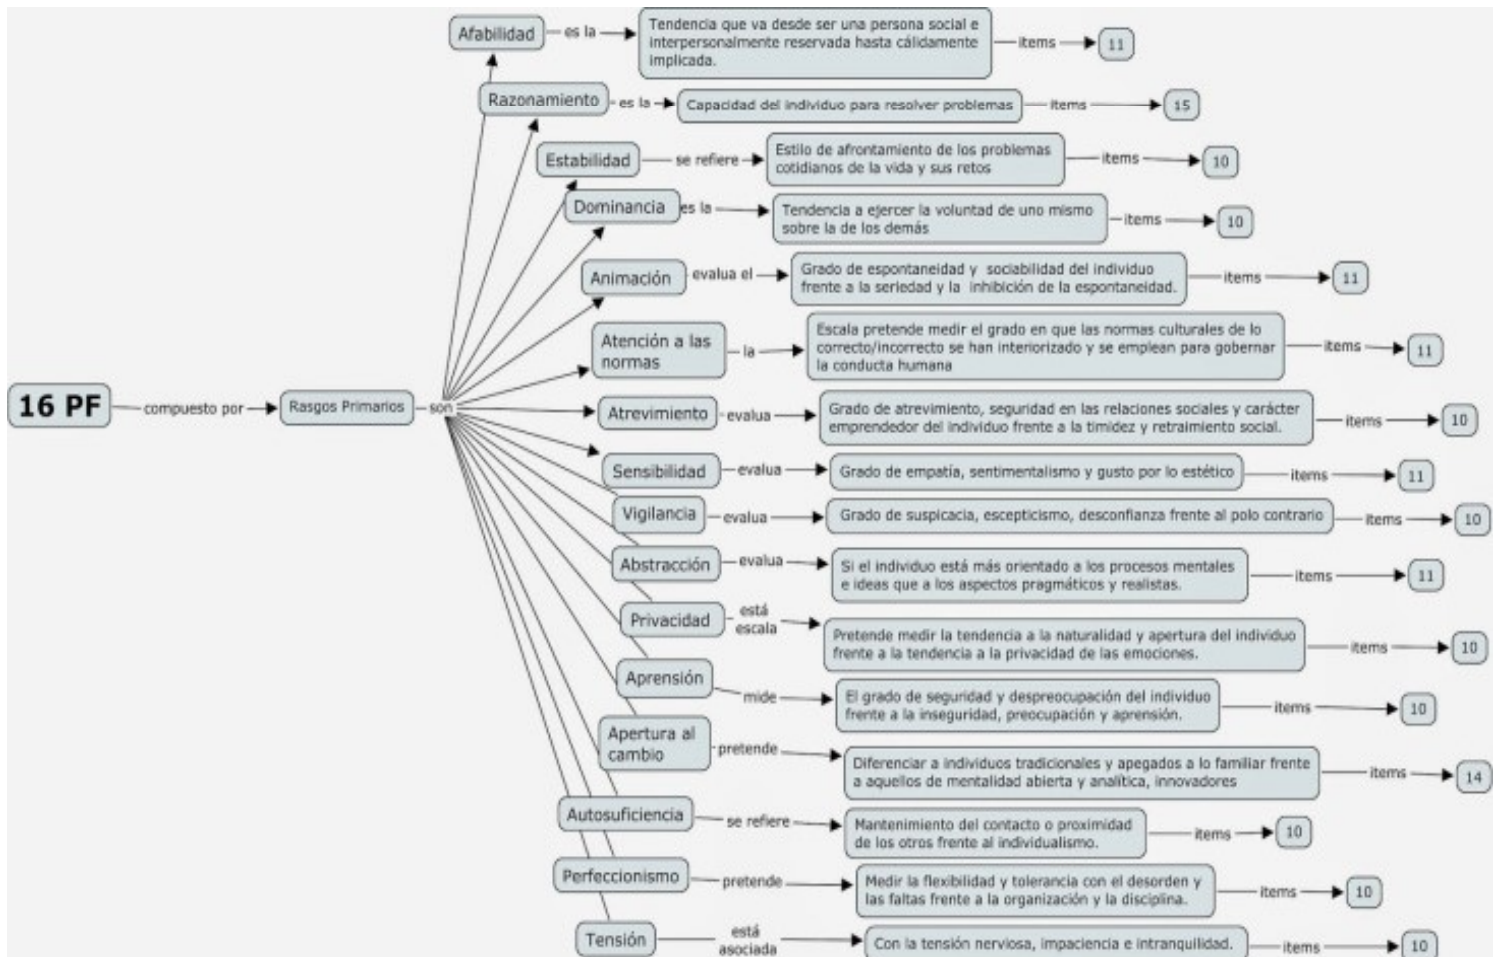 Afabilidad
es la
Tendencia que va desde ser una persona social e
interpersonalmente reservada hasta cálidamente
implicada.
items
11
Razonamiento
es la
Capacidad del individuo para resolver problemas
items
15
Estabilidad
se refiere
Estilo de afrontamiento de los problemas
cotidianos de la vida y sus retos
items
10
Dominancia
es la
Tendencia a ejercer la voluntad de uno mismo
sobre la de los demás
items
10
Animación
evalua el
Grado de espontaneidad y sociabilidad del individuo
frente a la seriedad y la inhibición de la espontaneidad.
items
11
Atención a las
normas
la
Escala pretende medir el grado en que las normas culturales de lo
correcto/incorrecto se han interiorizado y se emplean para gobernar
la conducta humana
items
11
16 PF
compuesto por
Rasgos Primarios
son
Atrevimiento
evalua
Grado de atrevimiento, seguridad en las relaciones sociales y carácter
emprendedor del individuo frente a la timidez y retraimiento social.
items
10
Sensibilidad
evalua
Grado de empatía, sentimentalismo y gusto por lo estético
items
11
Vigilancia
evalua
Grado de suspicacia, escepticismo, desconfianza frente al polo contrario
items
10
Abstracción
evalua
Si el individuo está más orientado a los procesos mentales
e ideas que a los aspectos pragmáticos y realistas.
items
11
Privacidad
está
escala
Pretende medir la tendencia a la naturalidad y apertura del individuo
frente a la tendencia a la privacidad de las emociones.
items
10
Aprensión
mide
El grado de seguridad y despreocupación del individuo
frente a la inseguridad, preocupación y aprensión.
items
10
Apertura al
cambio
pretende
Diferenciar a individuos tradicionales y apegados a lo familiar frente
a aquellos de mentalidad abierta y analítica, innovadores
items
14
Autosuficiencia
se refiere
Mantenimiento del contacto o proximidad
de los otros frente al individualismo.
items
10
Perfeccionismo
pretende
Medir la flexibilidad y tolerancia con el desorden y
las faltas frente a la organización y la disciplina.
items
10
Tensión
está
asociada
Con la tensión nerviosa, impaciencia e intranquilidad.
items
10